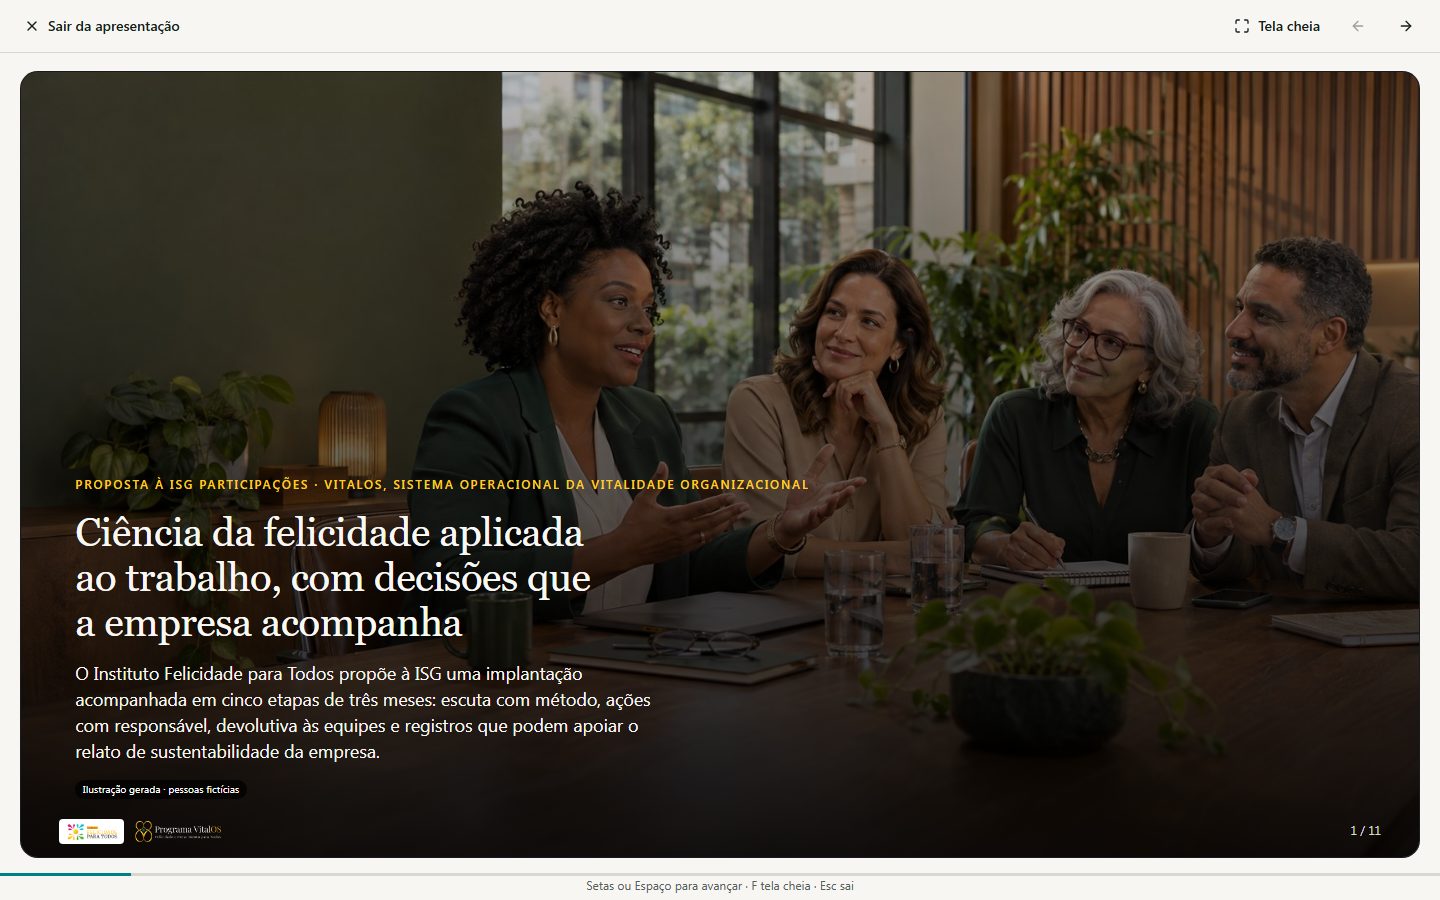 Sair da apresentação
Tela cheia
PROPOSTA À ISG PARTICIPAÇÕES · VITALOS, SISTEMA OPERACIONAL DA VITALIDADE ORGANIZACIONAL
Ciência da felicidade aplicada
ao trabalho, com decisões que
a empresa acompanha
O Instituto Felicidade para Todos propõe à ISG uma implantação
acompanhada em cinco etapas de três meses: escuta com método, ações
com responsável, devolutiva às equipes e registros que podem apoiar o
relato de sustentabilidade da empresa.
Ilustração gerada · pessoas fictícias
PARA TODOS
Programa VitalOS
1 / 11
Setas ou Espaço para avançar · F tela cheia · Esc sai